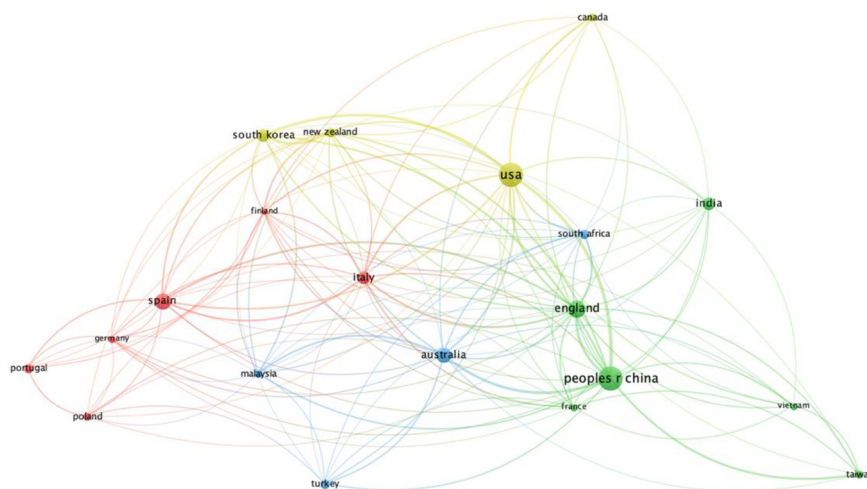 canada
south korea
new zealand
usa
finland
india
south africa
italy
spain
england
germany
australia
portugal
malaysia
peoples r china
france
vietnam
poland
taiwa
turkey